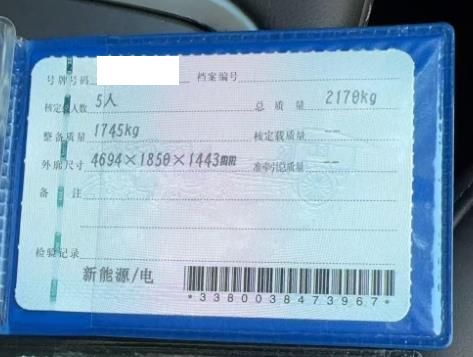 号牌号码 档案编号
核定载人数 5人 总质量 2170kg
整备质量 1745kg 核定载质量 --
外廓尺寸 4694×1850×1443mm 准牵引总质量 --
备注
检验记录
新能源/电
*3380038473967*